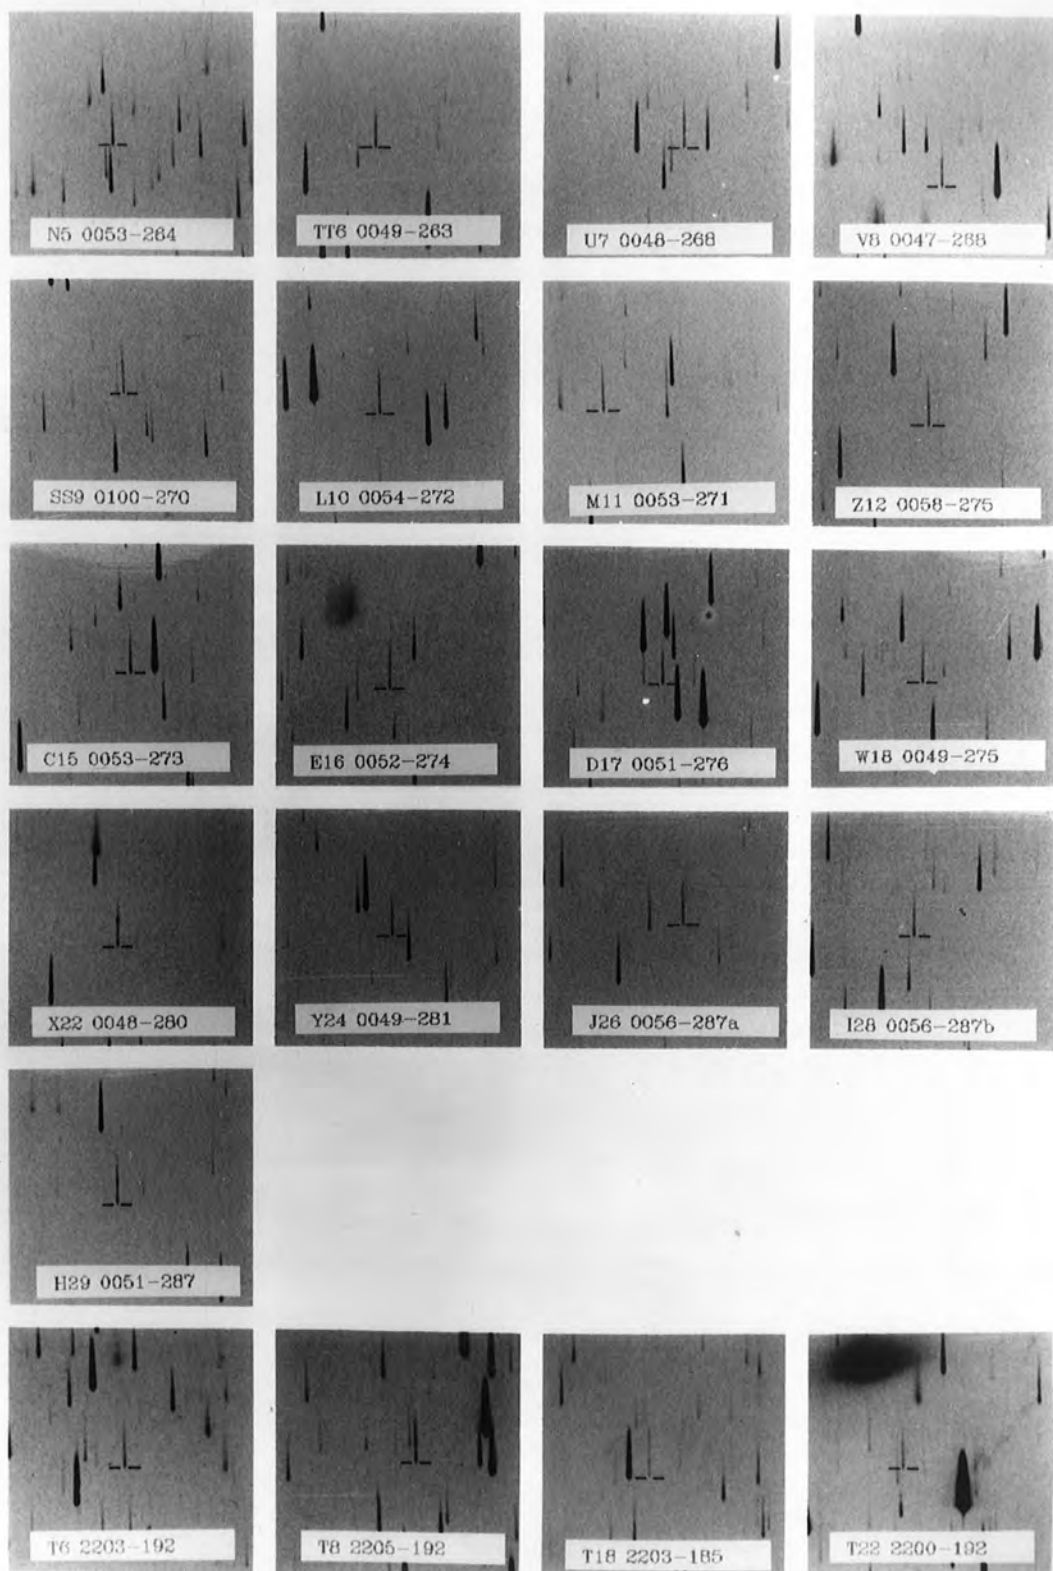 N5 0053-264
TT6 0049-263
U7 0048-268
V8 0047-268
SS9 0100-270
L10 0054-272
M11 0053-271
Z12 0058-275
C15 0053-273
E16 0052-274
D17 0051-276
W18 0049-275
X22 0048-280
Y24 0049-281
J26 0056-287a
I28 0056-287b
H29 0051-287
T6 2203-192
T8 2205-192
T18 2203-185
T22 2200-192